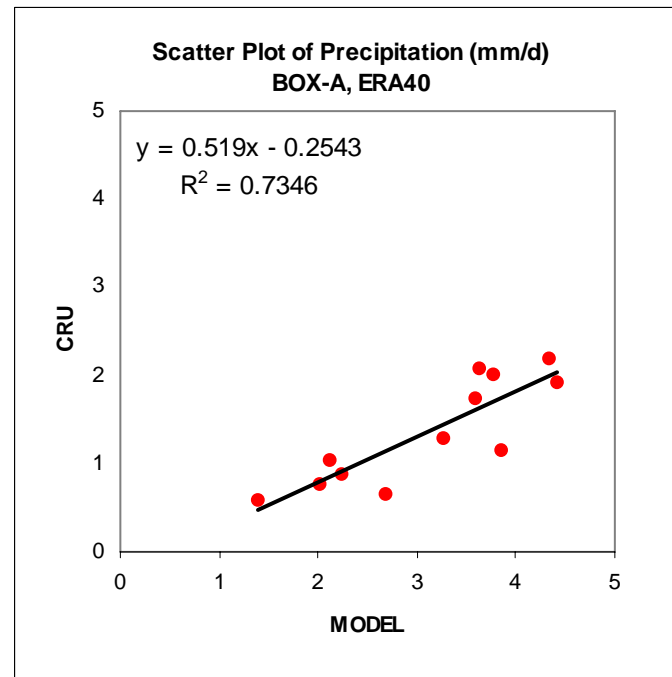 Scatter Plot of Precipitation (mm/d)
BOX-A, ERA40
y = 0.519x - 0.2543
R² = 0.7346
5
4
3
2
1
0
CRU
0 1 2 3 4 5
MODEL